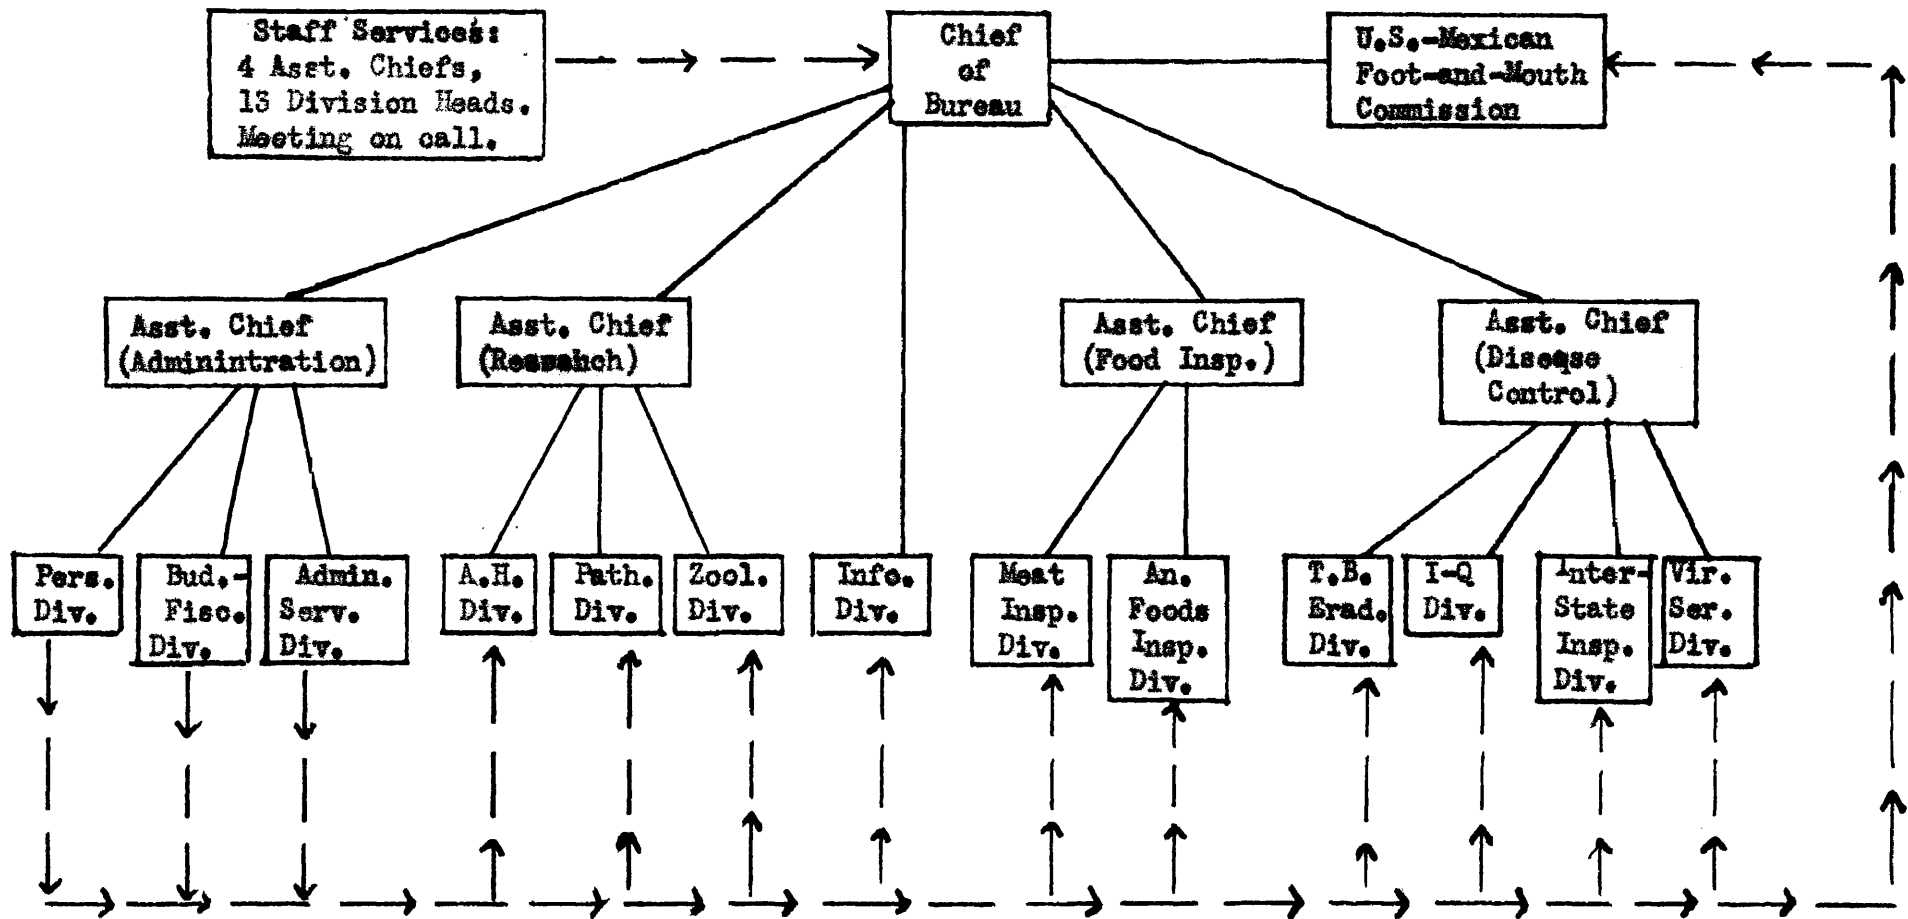 Staff Services:
4 Asst. Chiefs,
13 Division Heads.
Meeting on call.
Chief
of
Bureau
U.S.-Mexican
Foot-and-Mouth
Commission
Asst. Chief
(Adminintration)
Asst. Chief
Asst. Chief
(Food Insp.)
Asst. Chief
(Disease
Control)
Pers.
Div.
Bud.-
Fisc.
Div.
Admin.
Serv.
Div.
A.H.
Div.
Path.
Div.
Zool.
Div.
Info.
Div.
Meat
Insp.
Div.
An.
Foods
Insp.
Div.
T.B.
Erad.
Div.
I-Q
Div.
Inter-
State
Insp.
Div.
Vir.
Ser.
Div.